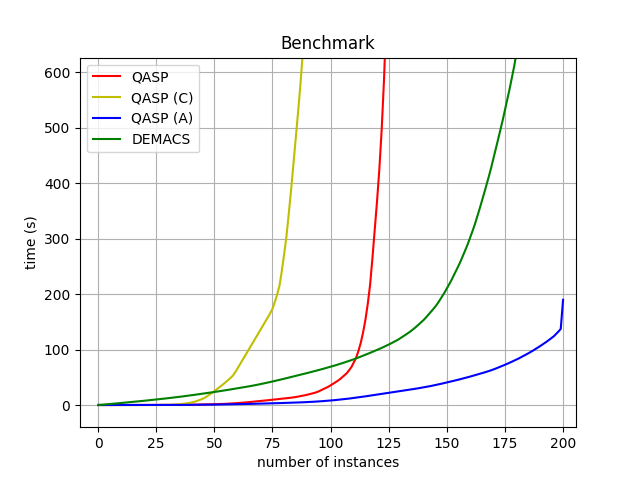 Benchmark
QASP
QASP (C)
QASP (A)
DEMACS
time (s)
600
500
400
300
200
100
0
0 25 50 75 100 125 150 175 200
number of instances